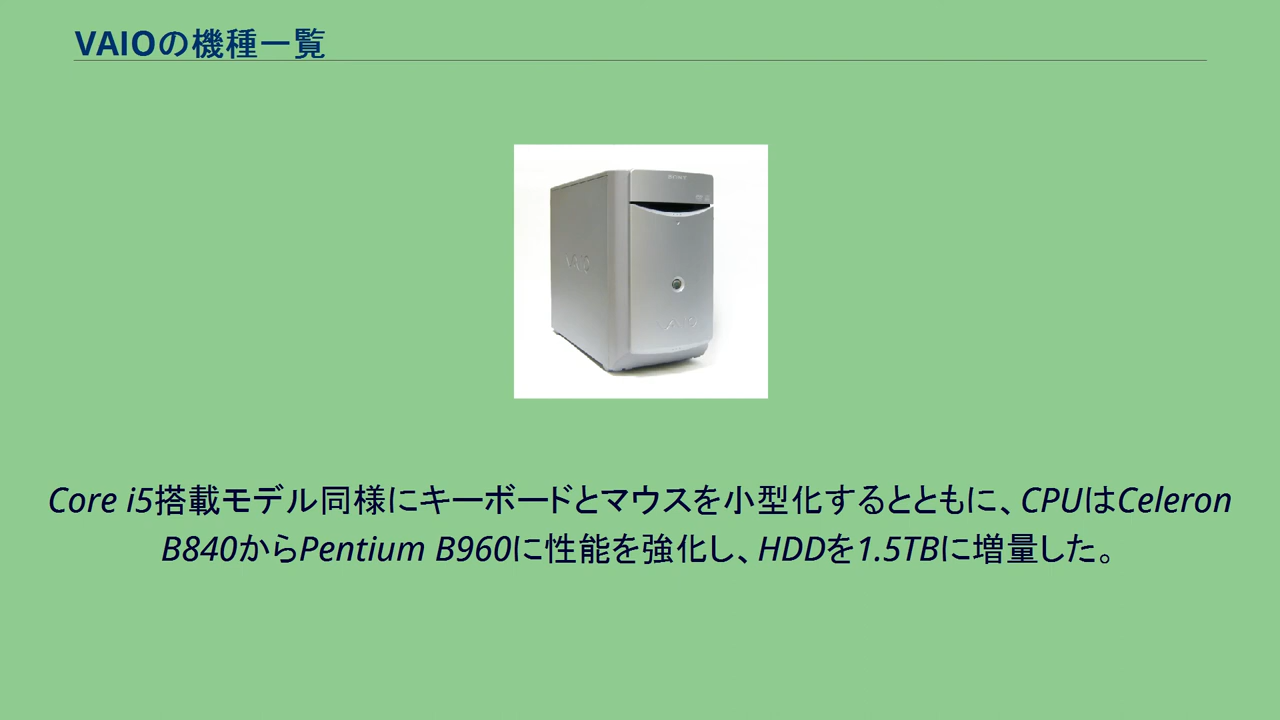 VAIOの機種一覧
SONY
VAIO
VAIO
Core i5搭載モデル同様にキーボードとマウスを小型化するとともに、CPUはCeleron
B840からPentium B960に性能を強化し、HDDを1.5TBに増量した。